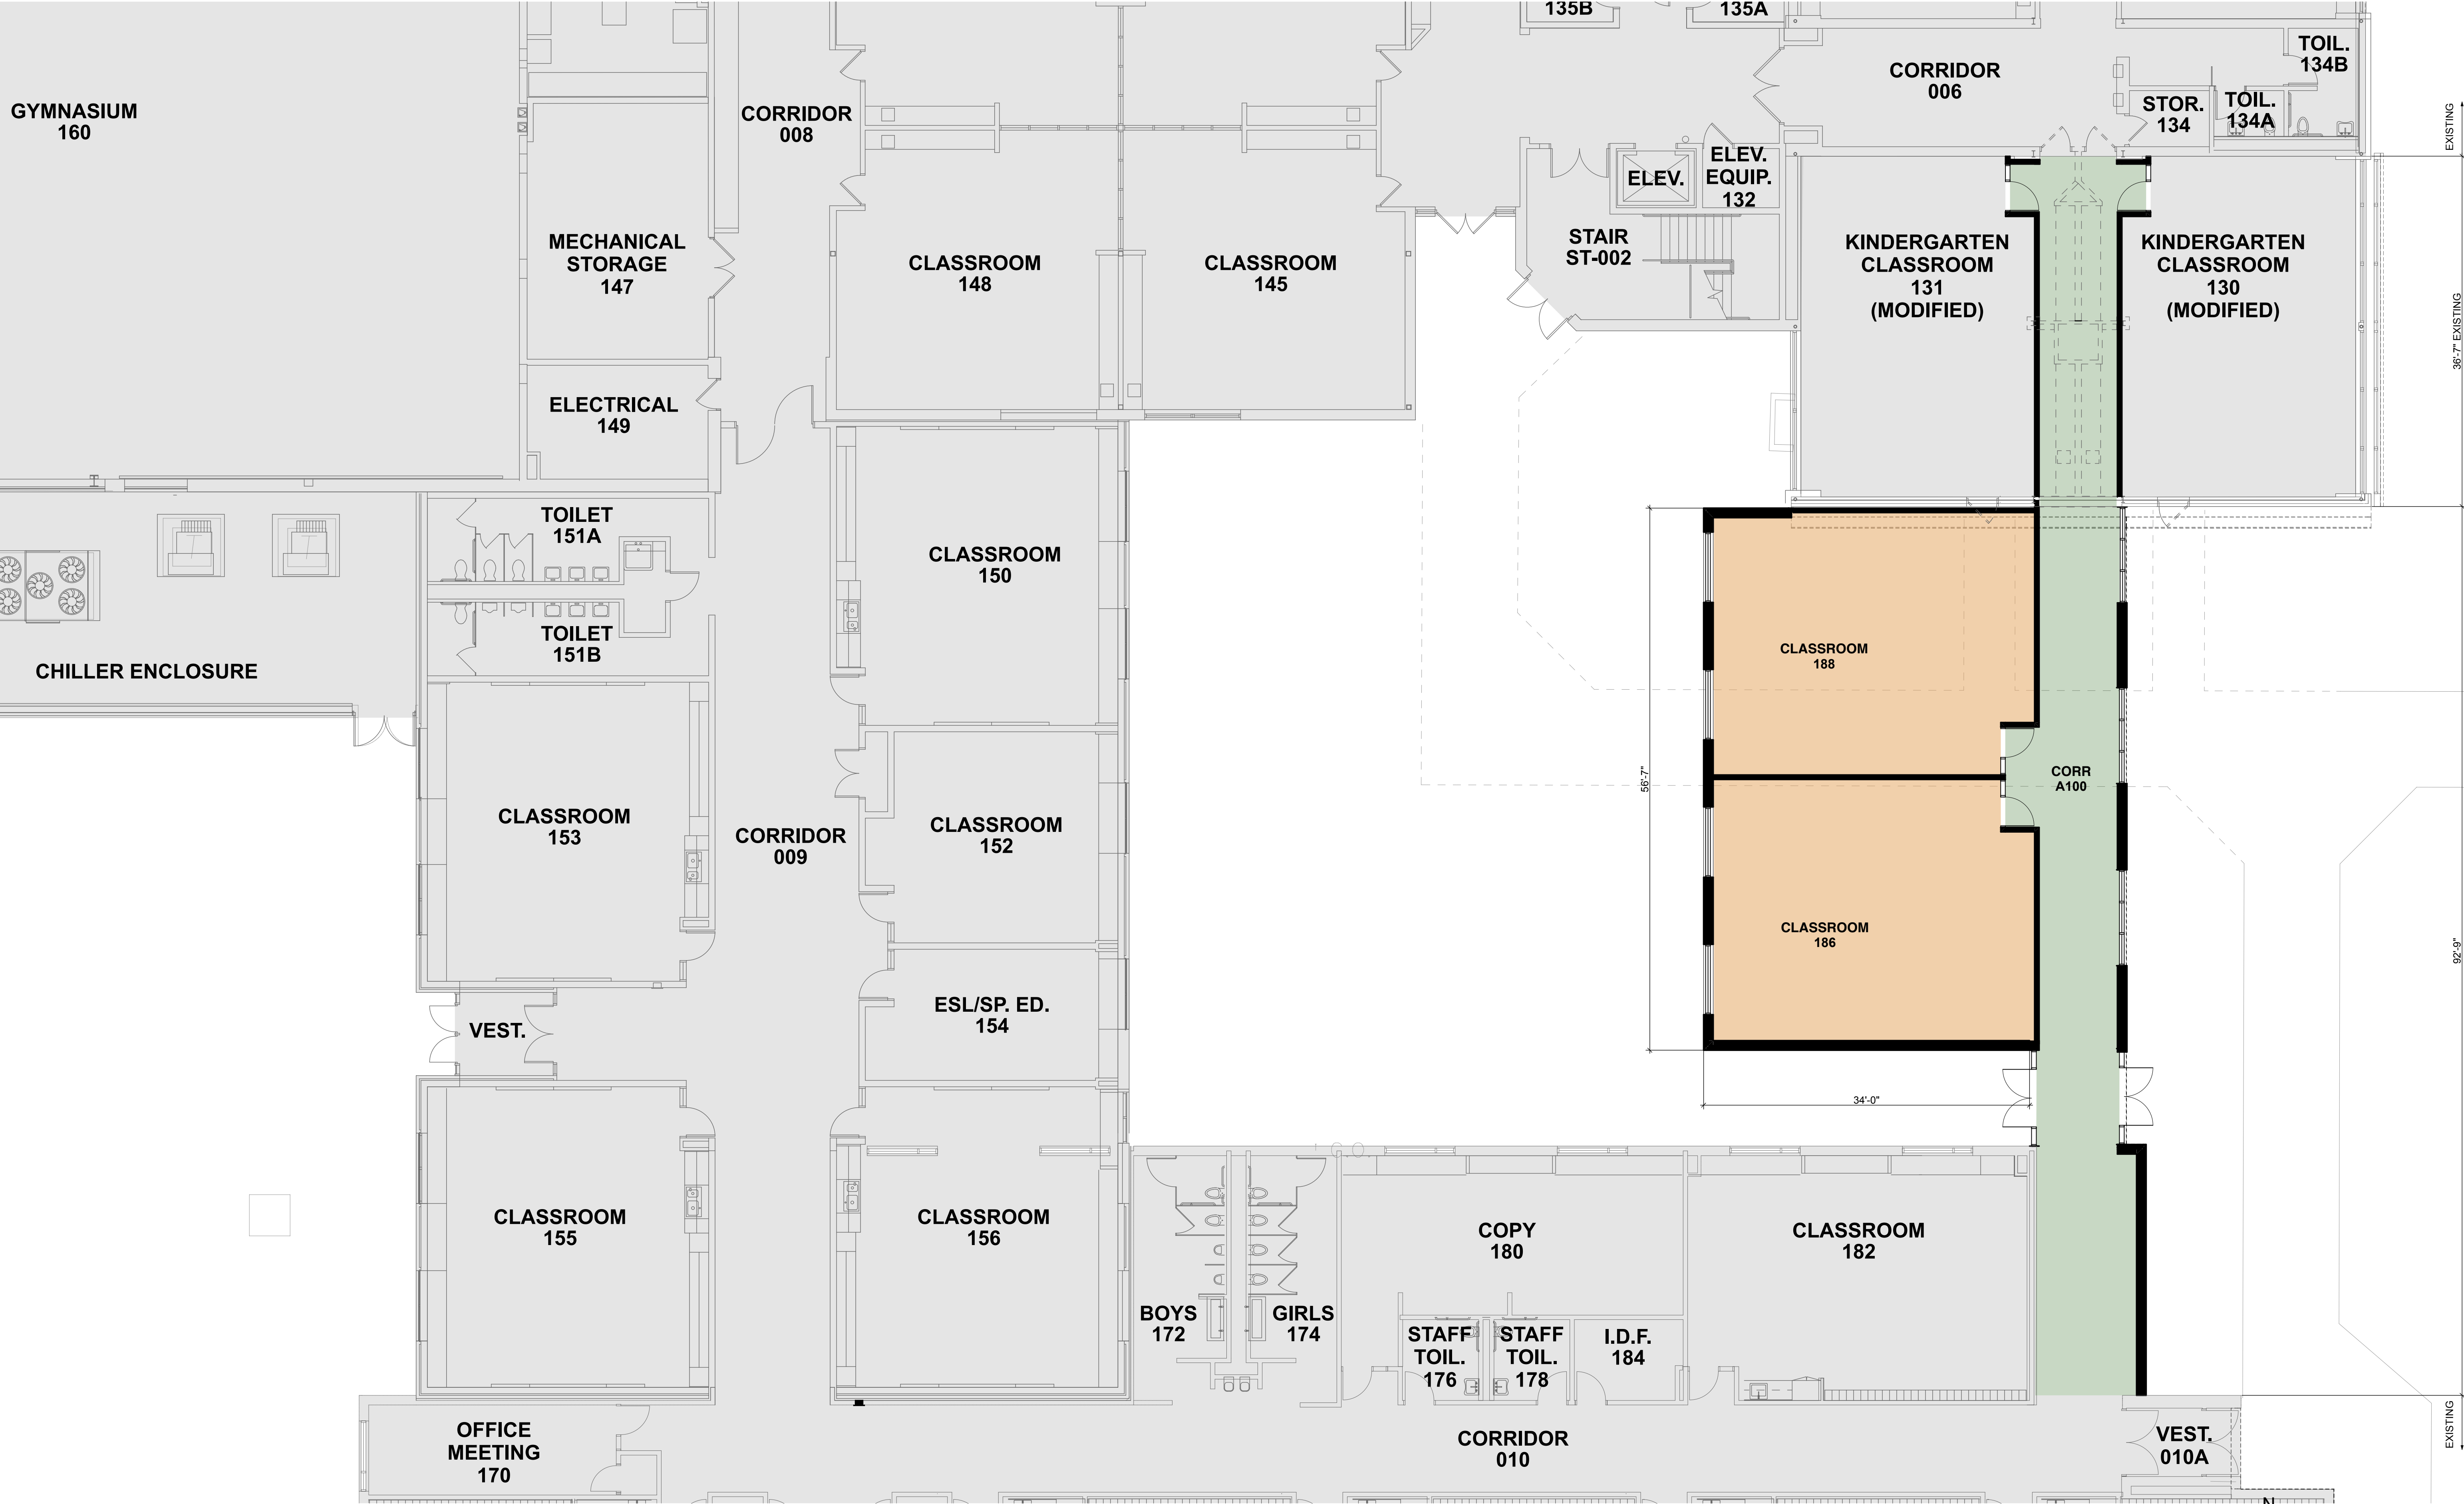 135B
135A
GYMNASIUM
160
CORRIDOR
008
CORRIDOR
006
TOIL.
134B
STOR.
134
TOIL.
134A
EXISTING
MECHANICAL
STORAGE
147
CLASSROOM
148
CLASSROOM
145
STAIR
ST-002
ELEV.
ELEV.
EQUIP.
132
KINDERGARTEN
CLASSROOM
131
(MODIFIED)
KINDERGARTEN
CLASSROOM
130
(MODIFIED)
36'-7" EXISTING
ELECTRICAL
149
TOILET
151A
TOILET
151B
CHILLER ENCLOSURE
CLASSROOM
150
CLASSROOM
188
56'-7"
CORR
A100
CLASSROOM
153
CORRIDOR
009
CLASSROOM
152
CLASSROOM
186
92'-9"
VEST.
ESL/SP. ED.
154
34'-0"
CLASSROOM
155
CLASSROOM
156
COPY
180
CLASSROOM
182
BOYS
172
GIRLS
174
STAFF
TOIL.
176
STAFF
TOIL.
178
I.D.F.
184
OFFICE
MEETING
170
CORRIDOR
010
VEST.
010A
EXISTING